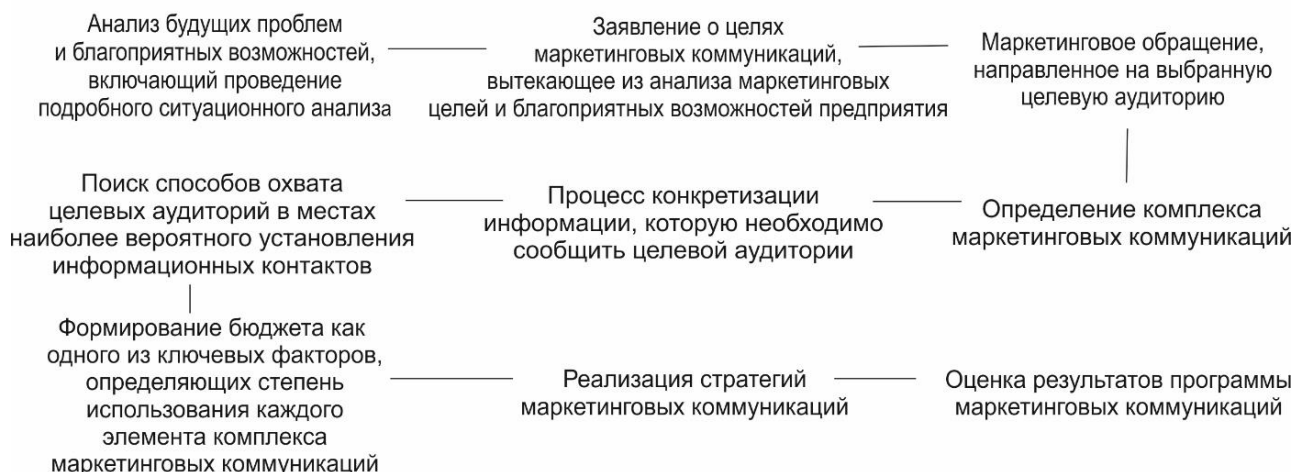 Анализ будущих проблем
и благоприятных возможностей,
включающий проведение
подробного ситуационного анализа
Заявление о целях
маркетинговых коммуникаций,
вытекающее из анализа маркетинговых
целей и благоприятных возможностей предприятия
Маркетинговое обращение,
направленное на выбранную
целевую аудиторию
Определение комплекса
маркетинговых коммуникаций
Процесс конкретизации
информации, которую необходимо
сообщить целевой аудитории
Поиск способов охвата
целевых аудиторий в местах
наиболее вероятного установления
информационных контактов
Формирование бюджета как
одного из ключевых факторов,
определяющих степень
использования каждого
элемента комплекса
маркетинговых коммуникаций
Реализация стратегий
маркетинговых коммуникаций
Оценка результатов программы
маркетинговых коммуникаций